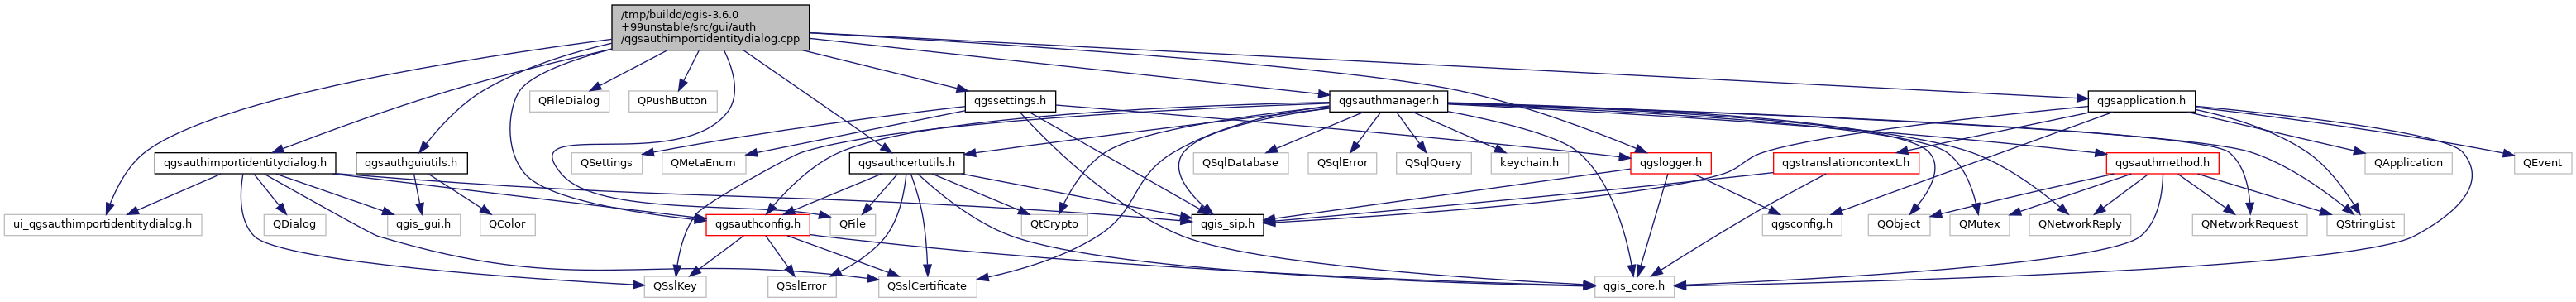 /tmp/buildd/qgis-3.6.0
+99unstable/src/gui/auth
/qgsauthimportidentitydialog.cpp
QFileDialog
QPushButton
qgssettings.h
qgsauthmanager.h
qgsapplication.h
qgsauthimportidentitydialog.h
qgsauthguiutils.h
QSettings
QMetaEnum
qgsauthcertutils.h
QSqlDatabase
QSqlError
QSqlQuery
keychain.h
qgslogger.h
qgstranslationcontext.h
qgsauthmethod.h
QApplication
QEvent
ui_qgsauthimportidentitydialog.h
QDialog
qgis_gui.h
QColor
qgsauthconfig.h
QFile
QtCrypto
qgis_sip.h
qgsconfig.h
QObject
QMutex
QNetworkReply
QNetworkRequest
QStringList
QSslKey
QSslError
QSslCertificate
qgis_core.h